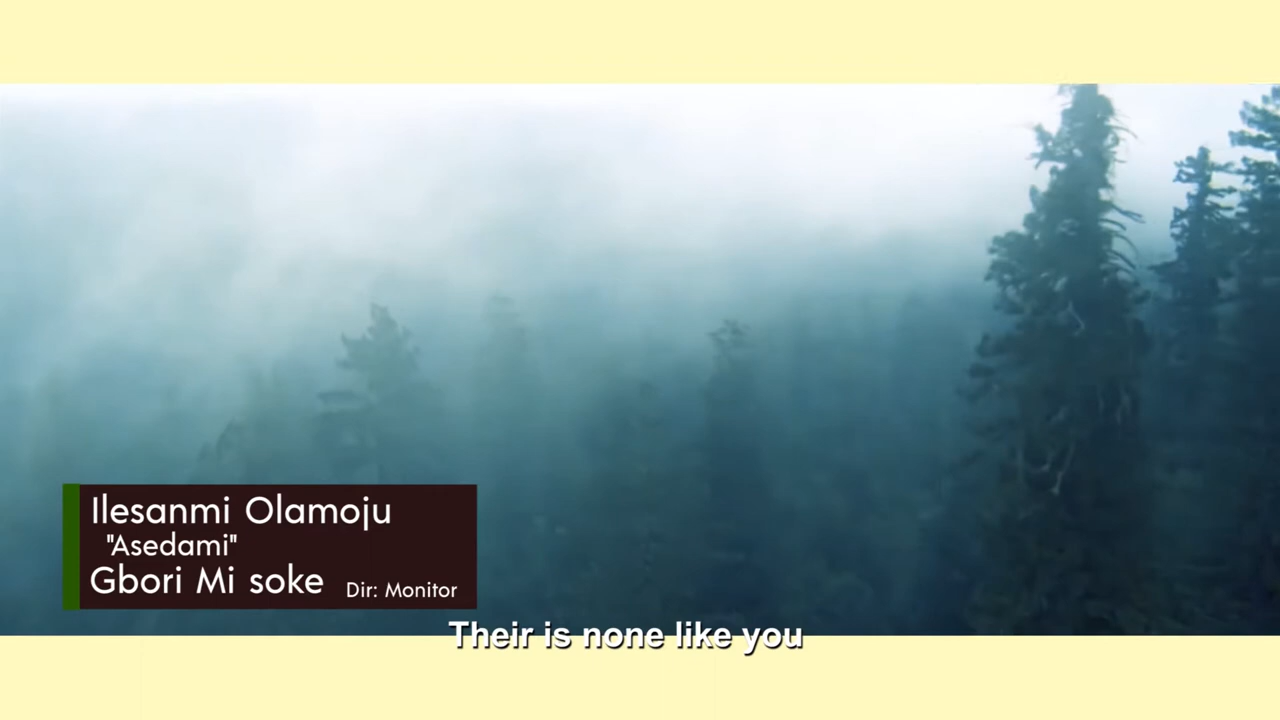 Ilesanmi Olamoju
"Asedami"
Gbori Mi soke Dir: Monitor
Their is none like you